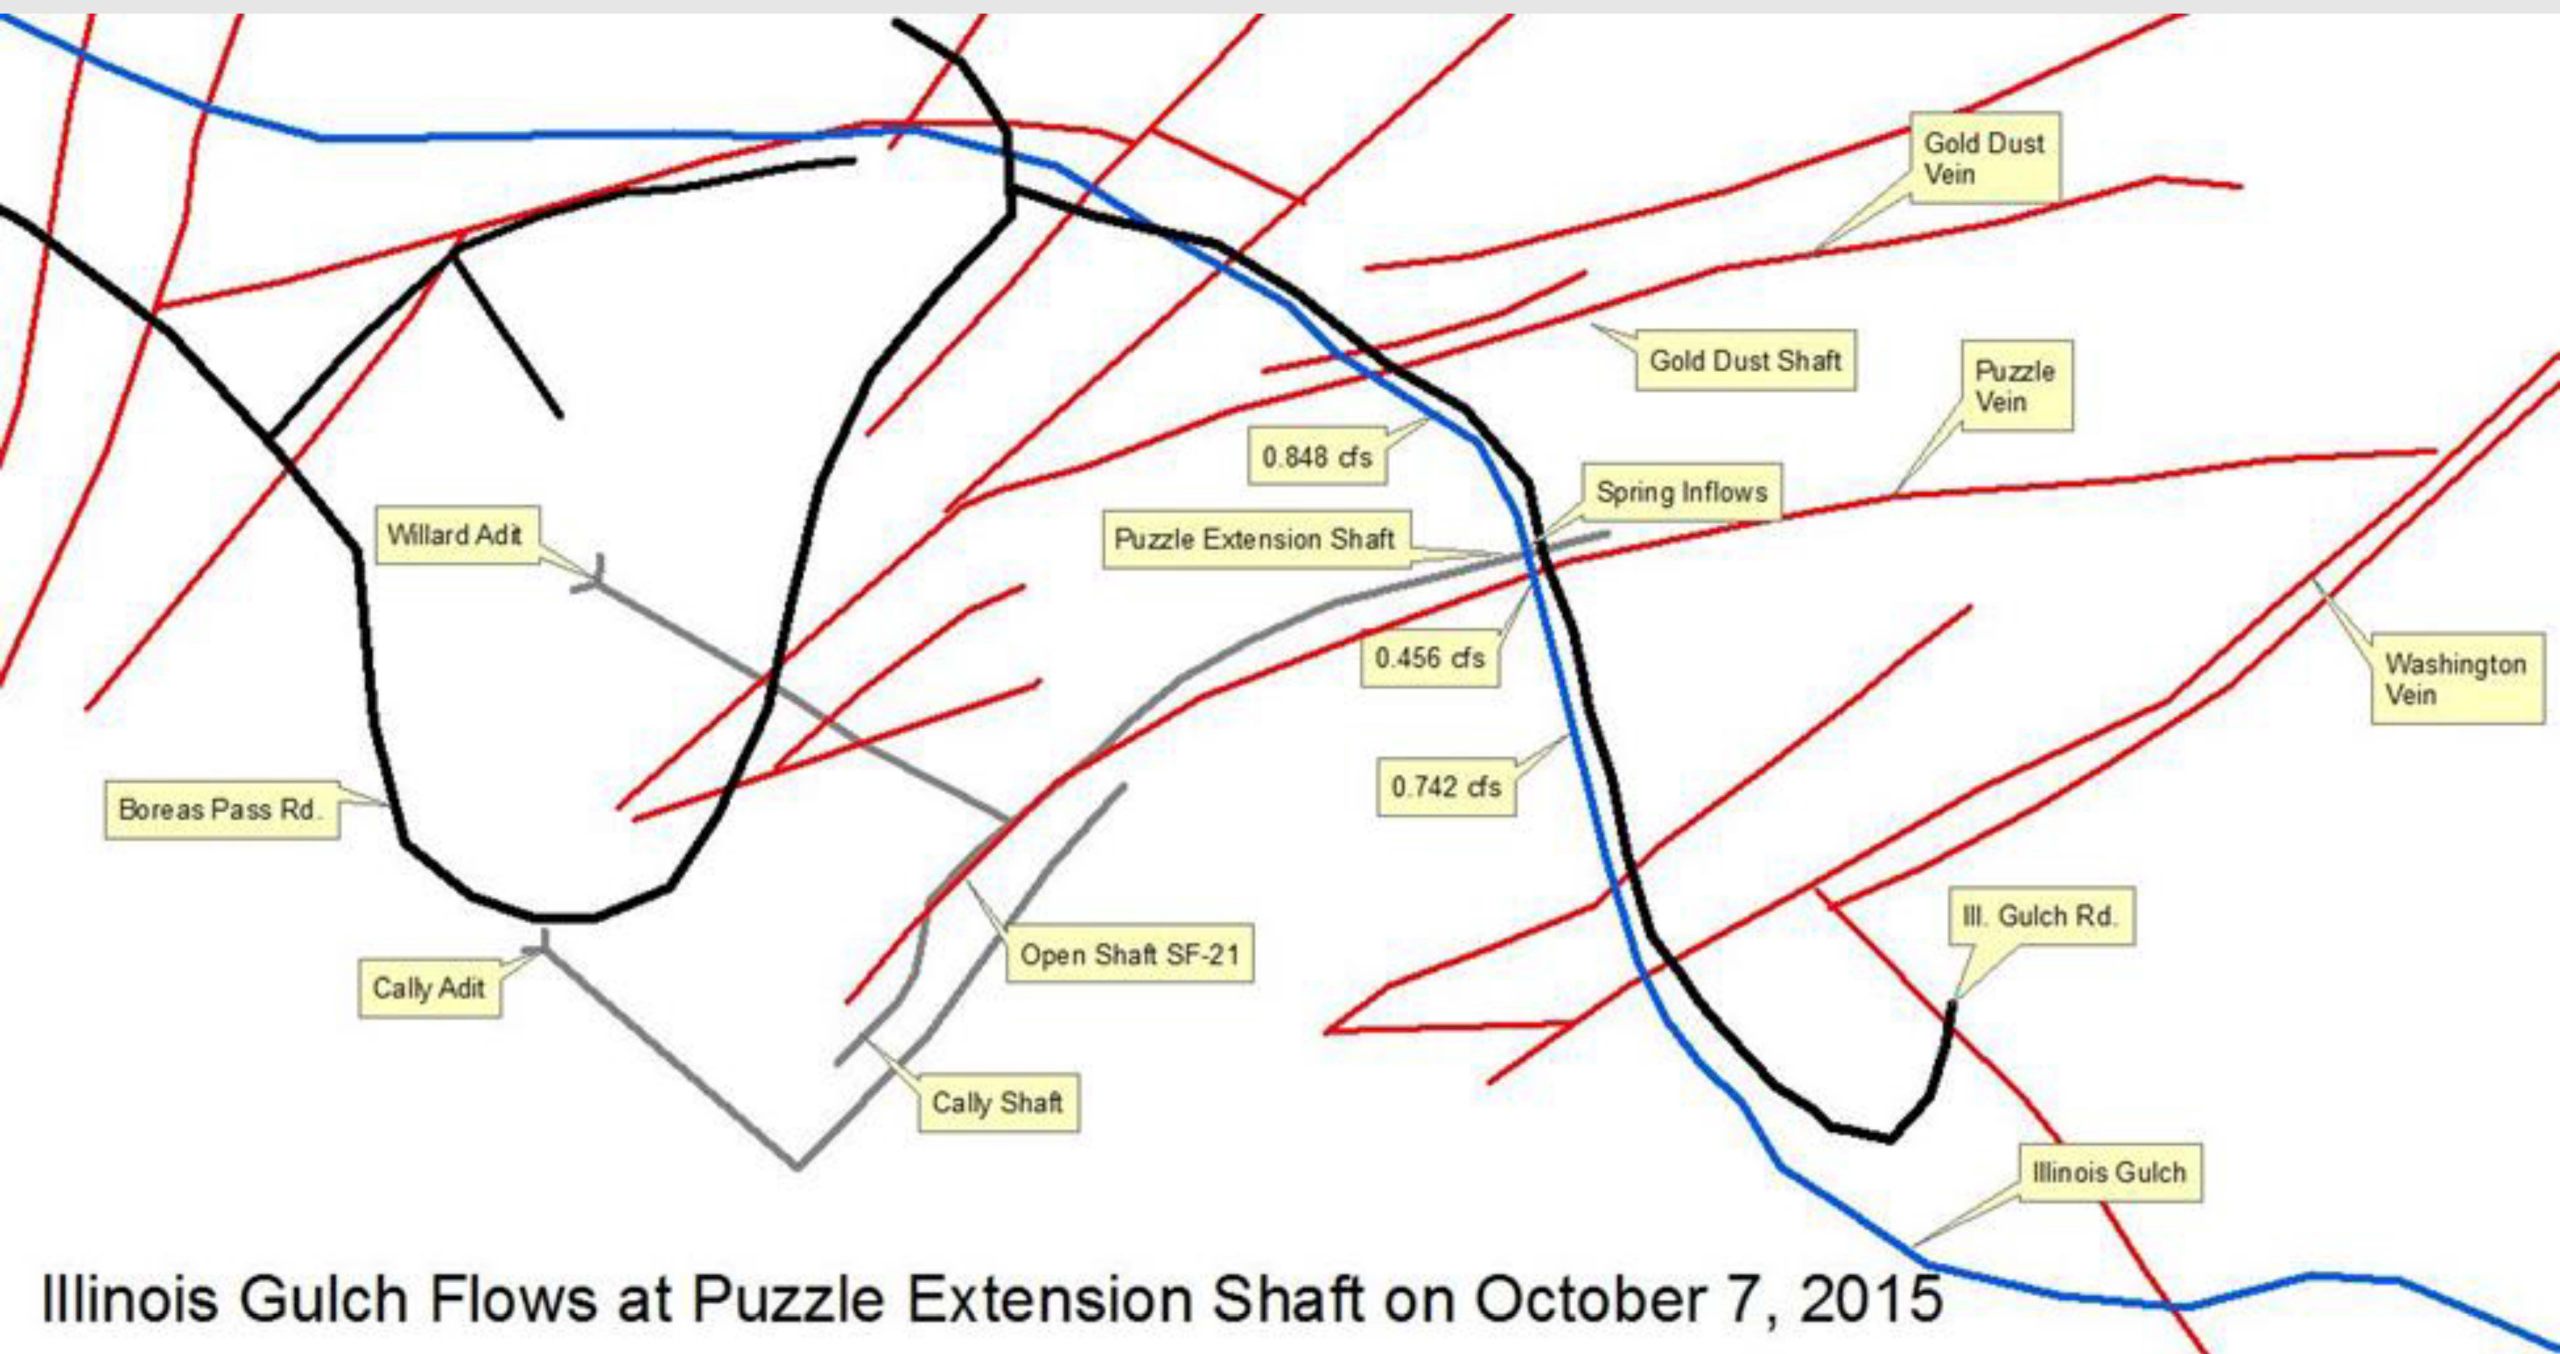 Gold Dust
Vein
Gold Dust Shaft
Puzzle
Vein
0.848 cfs
Spring Inflows
Puzzle Extension Shaft
Willard Adit
0.456 cfs
Washington
Vein
0.742 cfs
Boreas Pass Rd.
Ill. Gulch Rd.
Open Shaft SF-21
Cally Adit
Cally Shaft
Illinois Gulch
Illinois Gulch Flows at Puzzle Extension Shaft on October 7, 2015